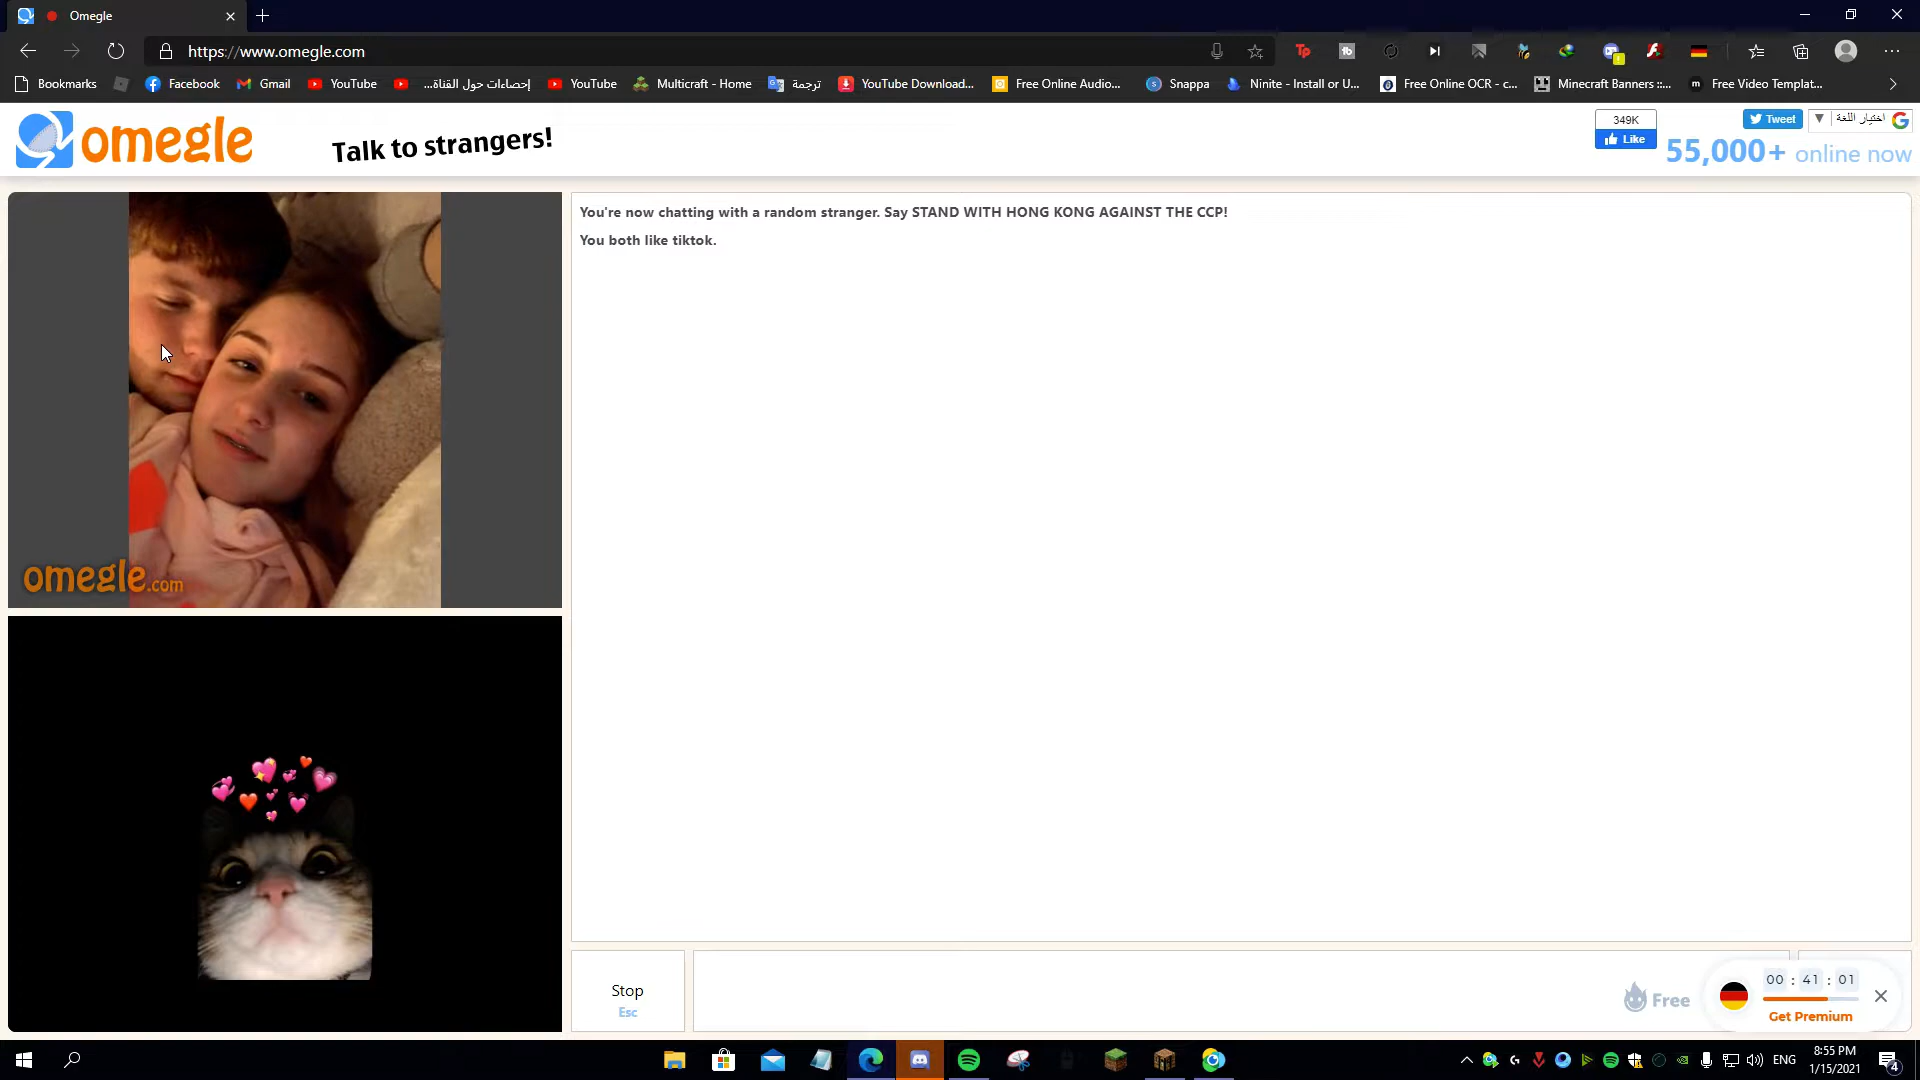 Omegle
https://www.omegle.com
Bookmarks
Facebook
Gmail
YouTube
إحصاءات حول القناة...
YouTube
Multicraft - Home
ترجمة
YouTube Download...
Free Online Audio...
Snappa
Ninite - Install or U...
Free Online OCR - c...
Minecraft Banners ::...
Free Video Templat...
omegle
Talk to strangers!
349K
Like
Tweet
اختيار اللغة
55,000+ online now
You're now chatting with a random stranger. Say STAND WITH HONG KONG AGAINST THE CCP!
You both like tiktok.
omegle.com
Stop
Esc
Free
00 : 41 : 01
Get Premium
ENG
8:55 PM
1/15/2021
4